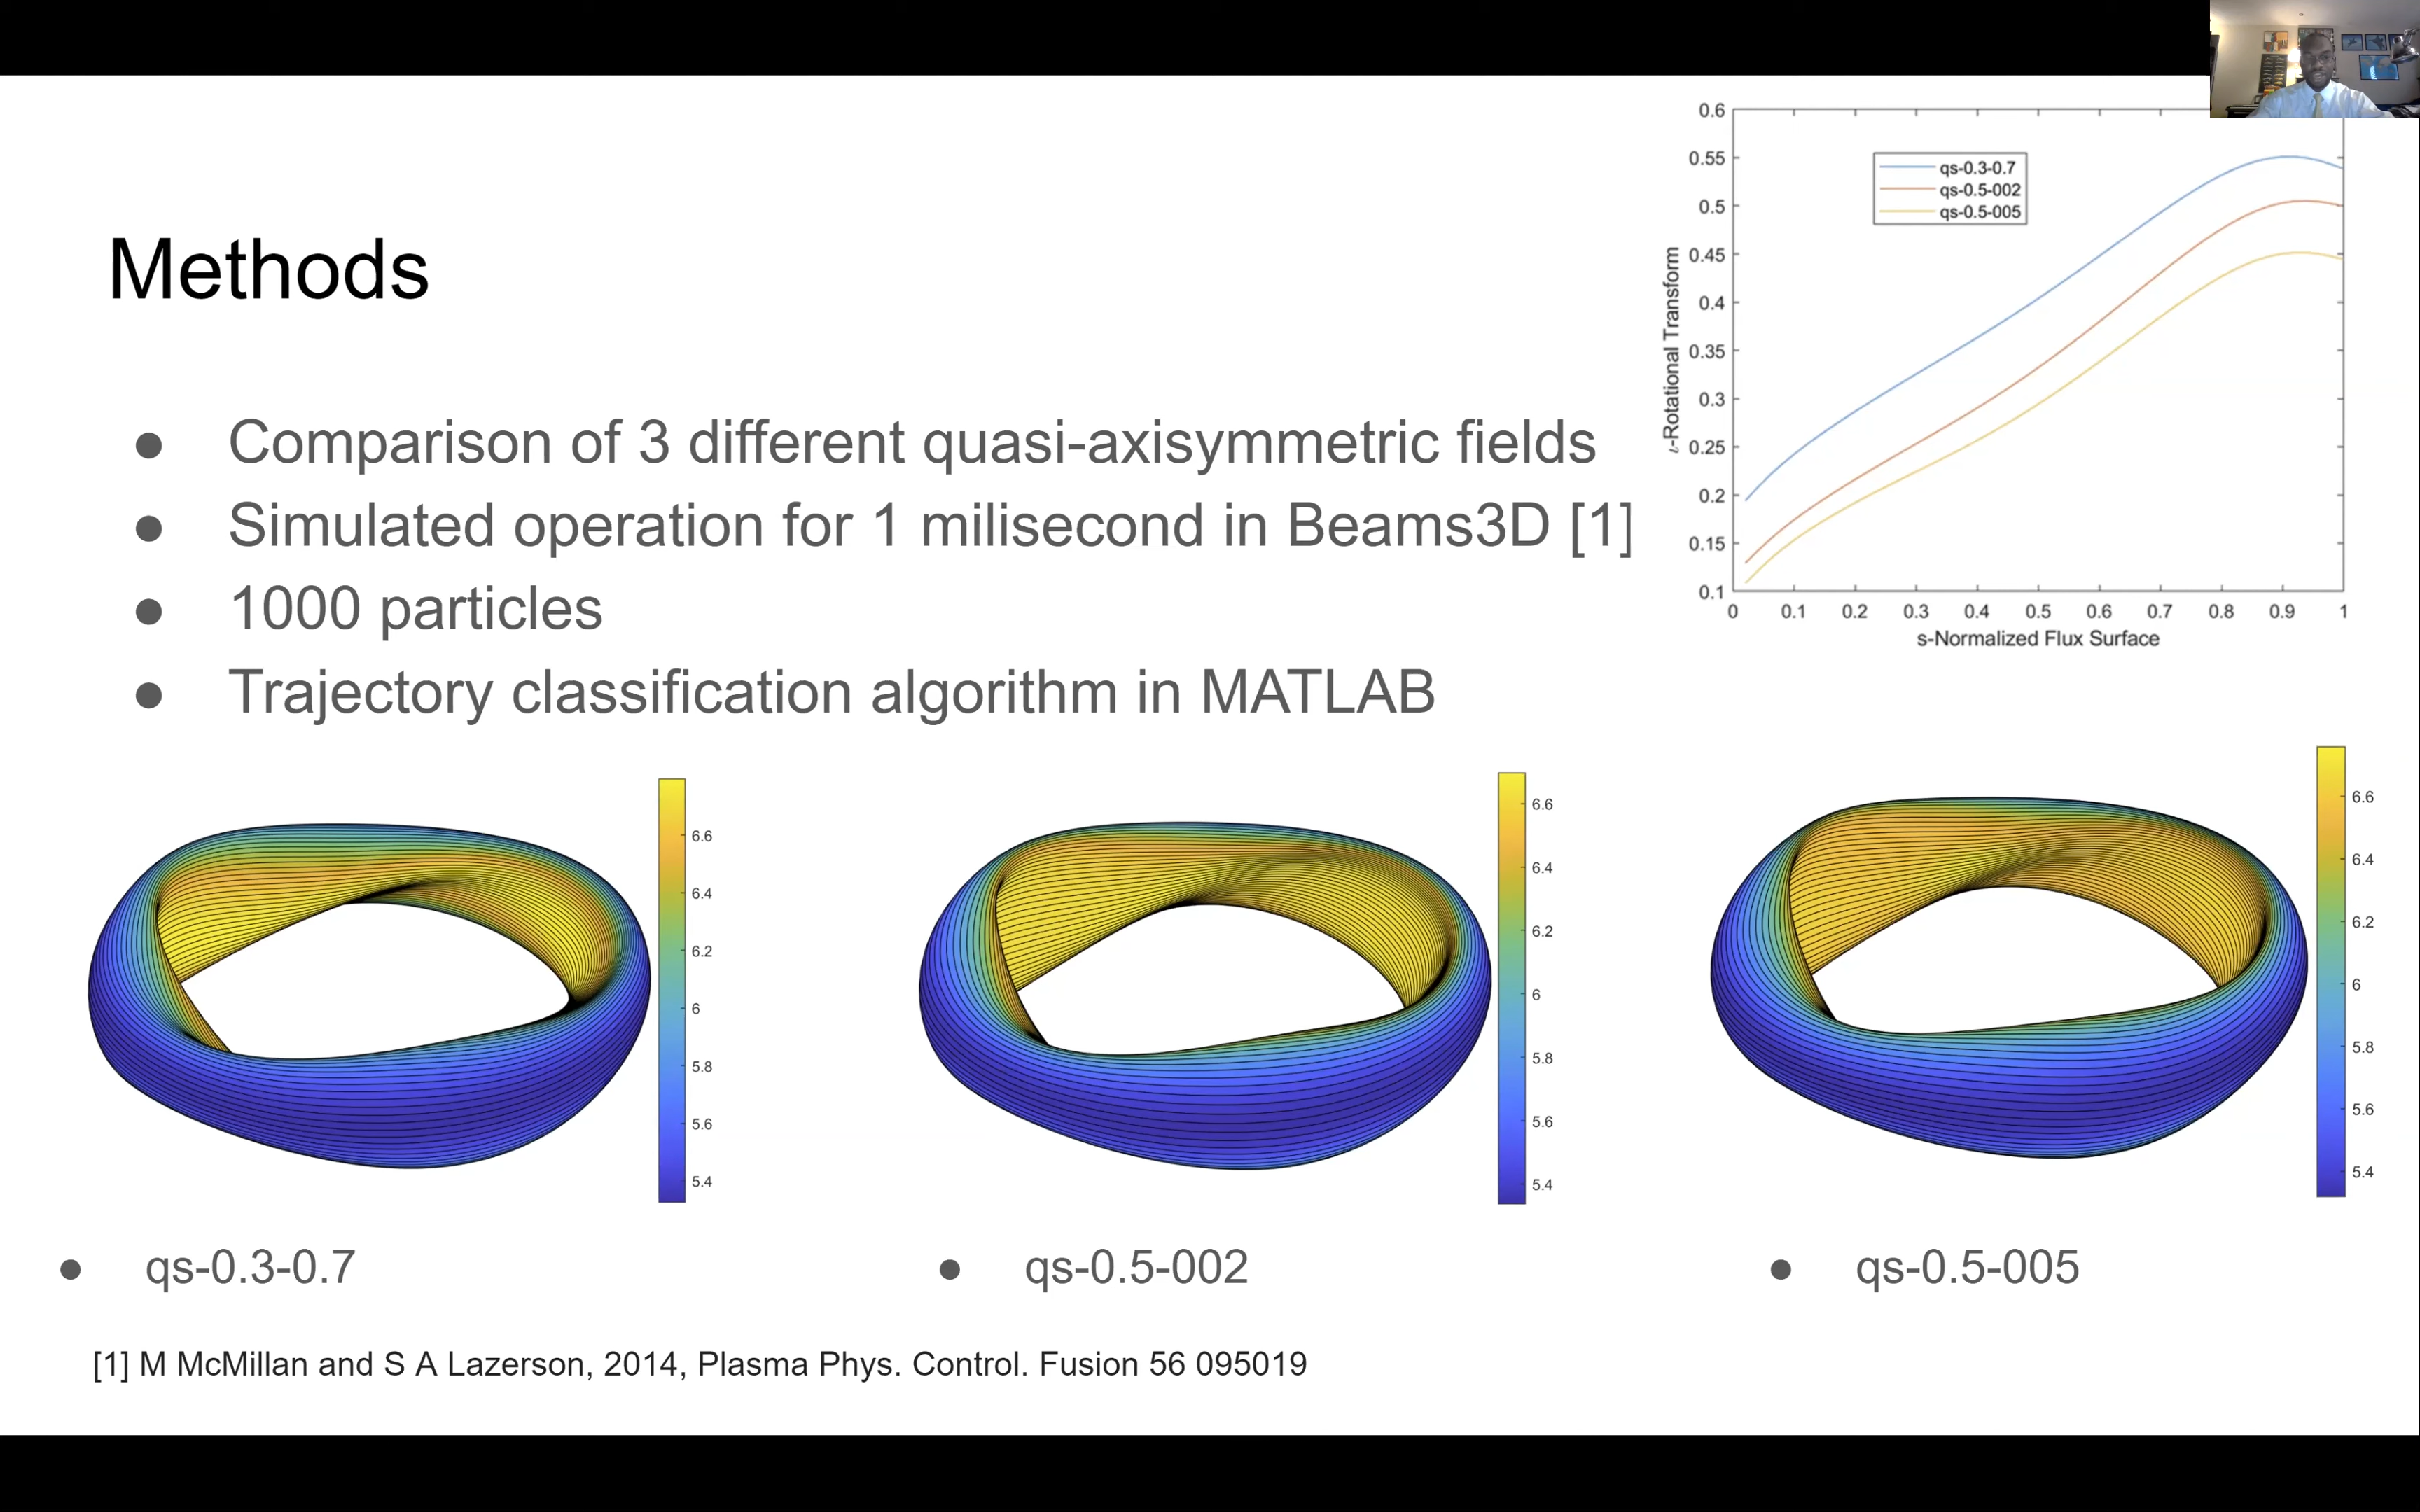 Methods
● Comparison of 3 different quasi-axisymmetric fields
● Simulated operation for 1 milisecond in Beams3D [1]
● 1000 particles
● Trajectory classification algorithm in MATLAB
0.6
0.55
0.5
0.45
0.4
0.35
0.3
0.25
0.2
0.15
0.1
ι-Rotational Transform
qs-0.3-0.7
qs-0.5-002
qs-0.5-005
0 0.1 0.2 0.3 0.4 0.5 0.6 0.7 0.8 0.9 1
s-Normalized Flux Surface
6.6
6.4
6.2
6
5.8
5.6
5.4
6.6
6.4
6.2
6
5.8
5.6
5.4
6.6
6.4
6.2
6
5.8
5.6
5.4
● qs-0.3-0.7
● qs-0.5-002
● qs-0.5-005
[1] M McMillan and S A Lazerson, 2014, Plasma Phys. Control. Fusion 56 095019